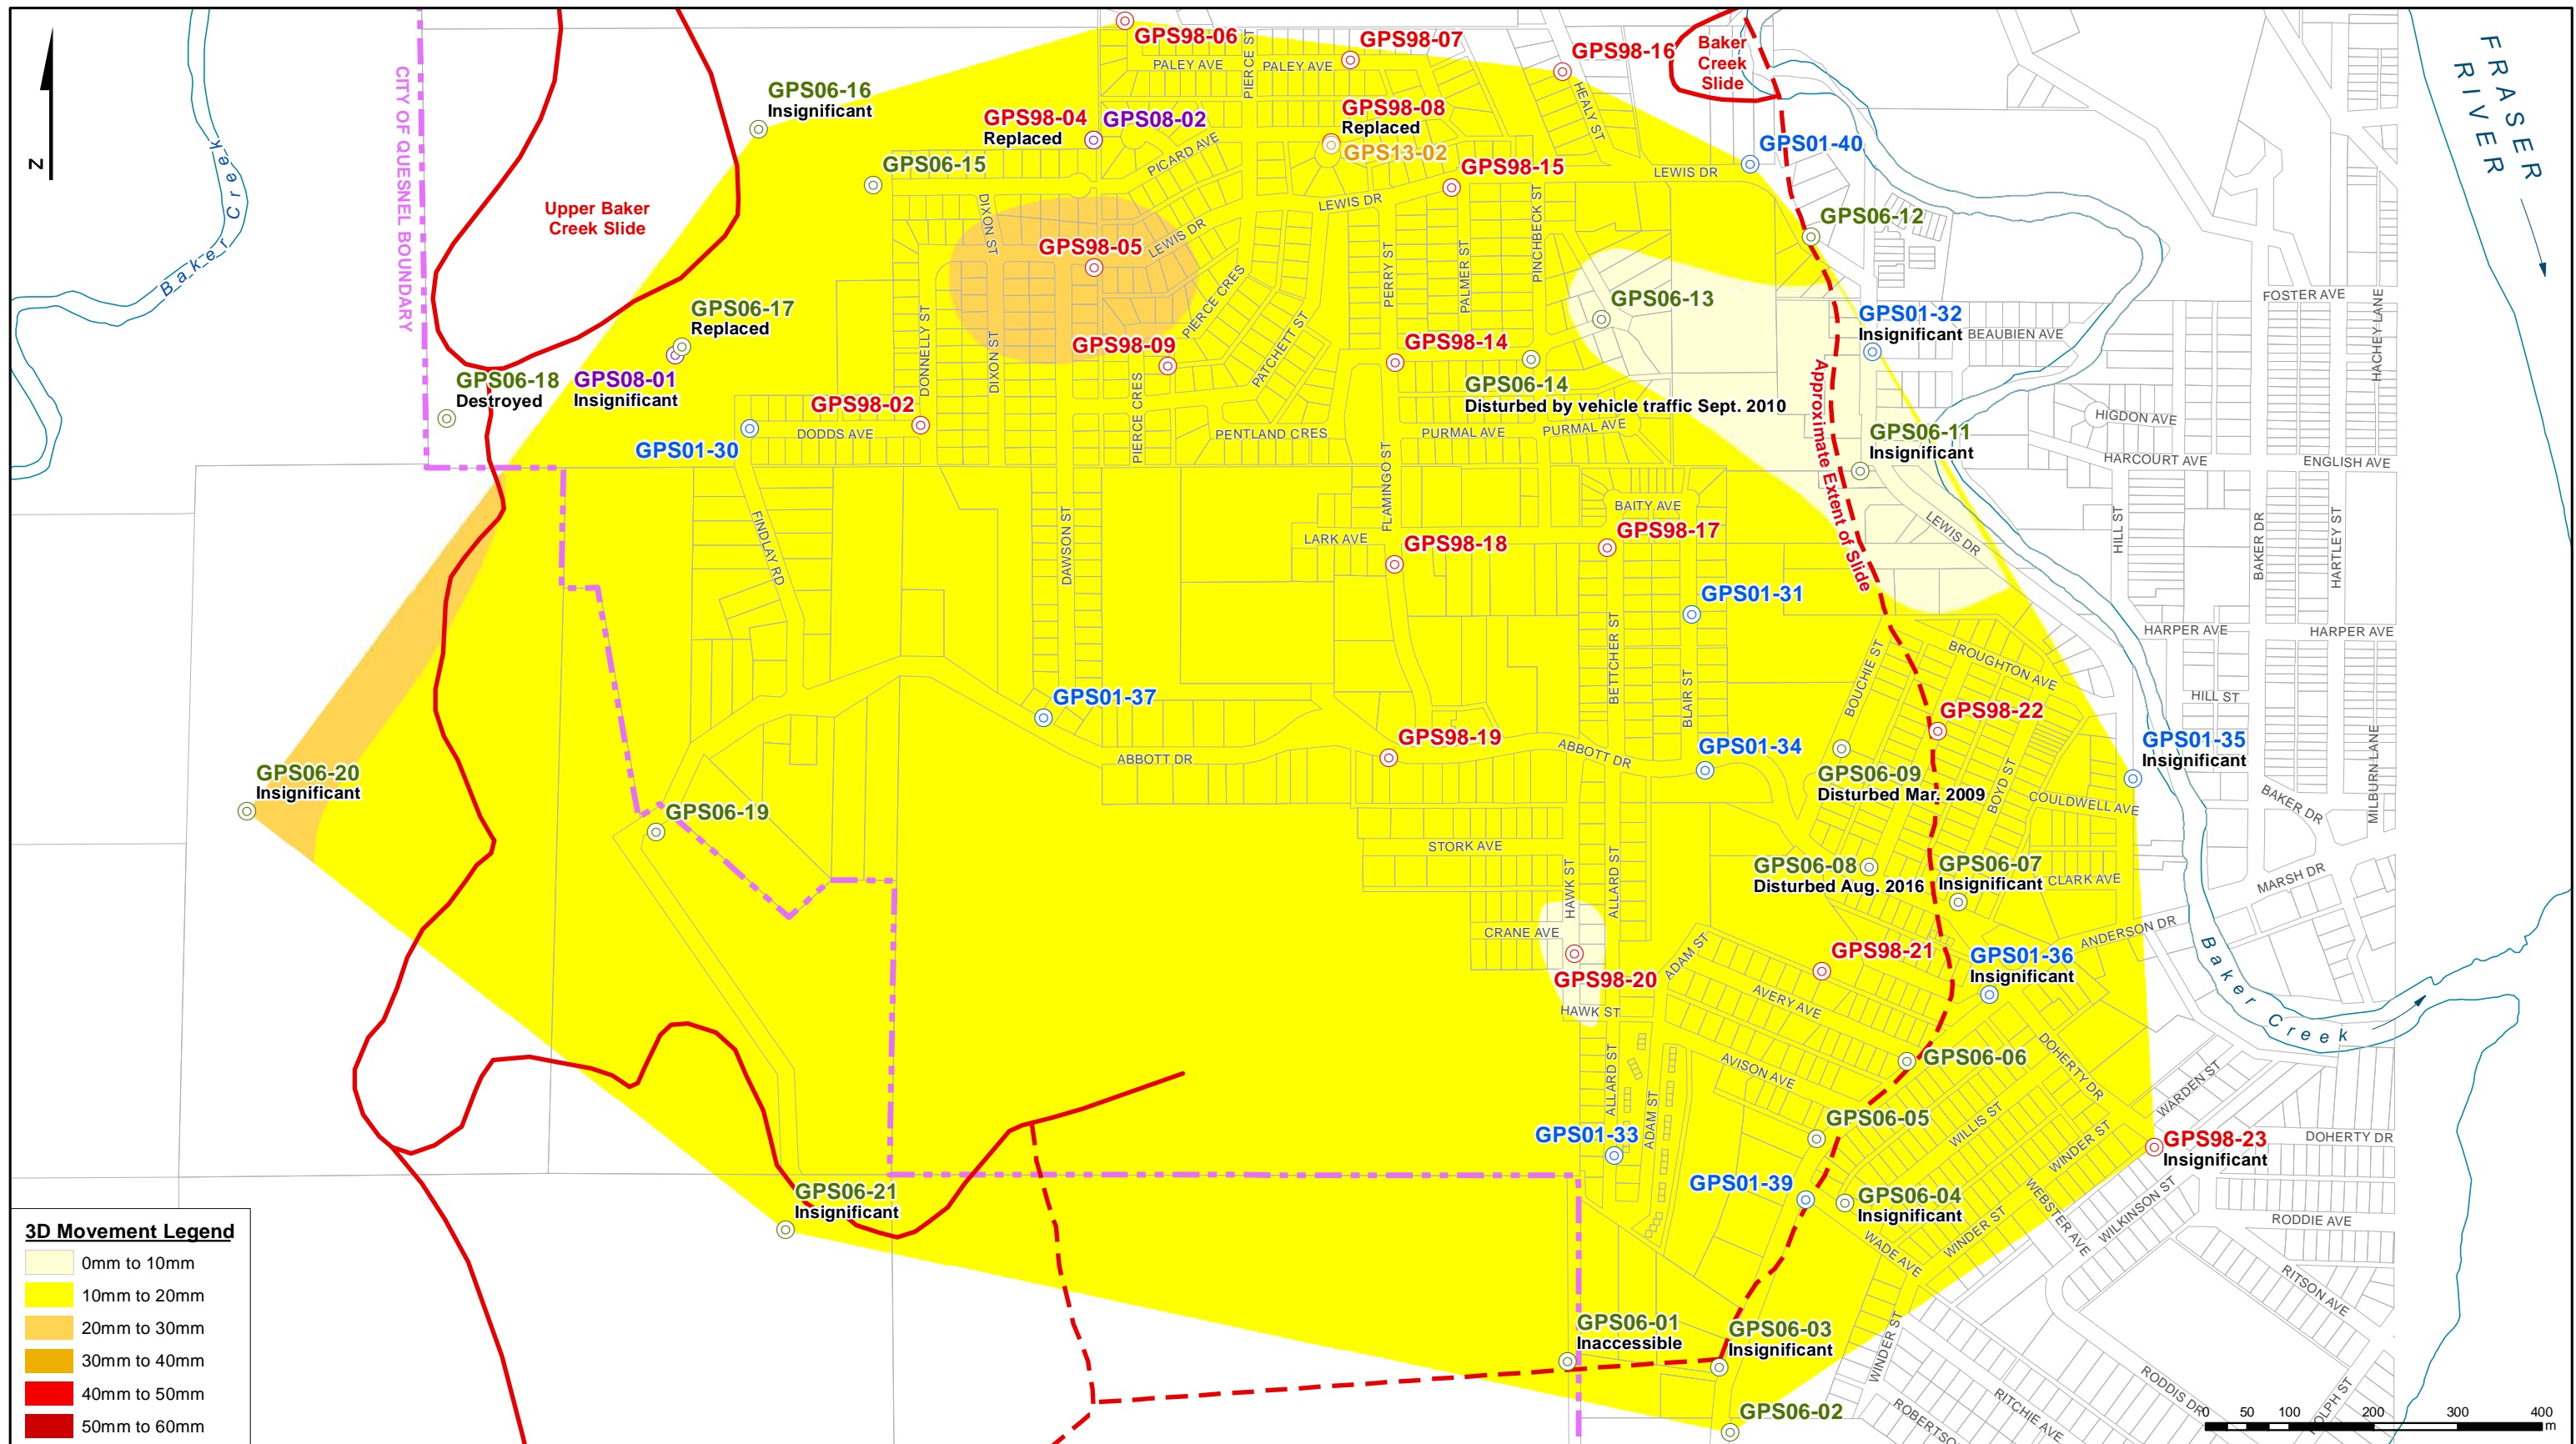 GPS98-06
GPS98-07
GPS98-16
Baker
Creek
Slide
FRASER
RIVER
PALEY AVE
PIERCE ST
PALEY AVE
HEALY ST
CITY OF QUESNEL BOUNDARY
GPS06-16
Insignificant
GPS98-04
Replaced
GPS08-02
GPS98-08
Replaced
GPS13-02
GPS01-40
N
Baker Creek
GPS06-15
PICARD AVE
GPS98-15
LEWIS DR
Upper Baker
Creek Slide
DIXON ST
LEWIS DR
PINCHBECK ST
GPS06-12
GPS98-05
LEWIS DR
PERRY ST
PALMER ST
GPS06-13
FOSTER AVE
HACHEY LANE
GPS06-17
Replaced
PIERCE CRES
PATCHETT ST
GPS01-32
Insignificant
BEAUBIEN AVE
DONNELLY ST
DIXON ST
GPS98-09
GPS98-14
GPS06-18
Destroyed
GPS08-01
Insignificant
GPS06-14
Disturbed by vehicle traffic Sept. 2010
Approximate Extent of Slide
GPS98-02
PIERCE CRES
HIGDON AVE
GPS01-30
DODDS AVE
PENTLAND CRES
FLAMINGO ST
PURMAL AVE
PURMAL AVE
GPS06-11
Insignificant
HARCOURT AVE
ENGLISH AVE
FINDLAY RD
DAWSON ST
BAITY AVE
LARK AVE
GPS98-18
GPS98-17
LEWIS DR
HILL ST
BAKER DR
HARTLEY ST
GPS01-31
BETTCHER ST
BLAIR ST
HARPER AVE
HARPER AVE
BOUCHIE ST
BROUGHTON AVE
GPS01-37
HILL ST
GPS98-22
GPS98-19
ABBOTT DR
ABBOTT DR
GPS01-34
GPS01-35
Insignificant
MILBURN LANE
GPS06-20
Insignificant
GPS06-09
Disturbed Mar. 2009
BOYD ST
COULDWELL AVE
BAKER DR
GPS06-19
STORK AVE
HAWK ST
ALLARD ST
GPS06-08
Disturbed Aug. 2016
GPS06-07
Insignificant
CLARK AVE
MARSH DR
CRANE AVE
ADAM ST
ANDERSON DR
GPS98-20
GPS98-21
GPS01-36
Insignificant
HAWK ST
AVERY AVE
Baker Creek
ALLARD ST
ADAM ST
AVISON AVE
GPS06-06
DOHERTY DR
WARDEN ST
GPS06-05
WILLIS ST
WINDER ST
GPS01-33
GPS98-23
Insignificant
DOHERTY DR
GPS01-39
GPS06-04
Insignificant
WEBSTER AVE
WILKINSON ST
GPS06-21
Insignificant
WADE AVE
WINDER ST
RODDIE AVE
3D Movement Legend
0mm to 10mm
10mm to 20mm
20mm to 30mm
30mm to 40mm
40mm to 50mm
50mm to 60mm
RITSON AVE
GPS06-01
Inaccessible
GPS06-03
Insignificant
WINDER ST
GPS06-02
RITCHIE AVE
RODDIS DR
0 50 100 200 300 400
m